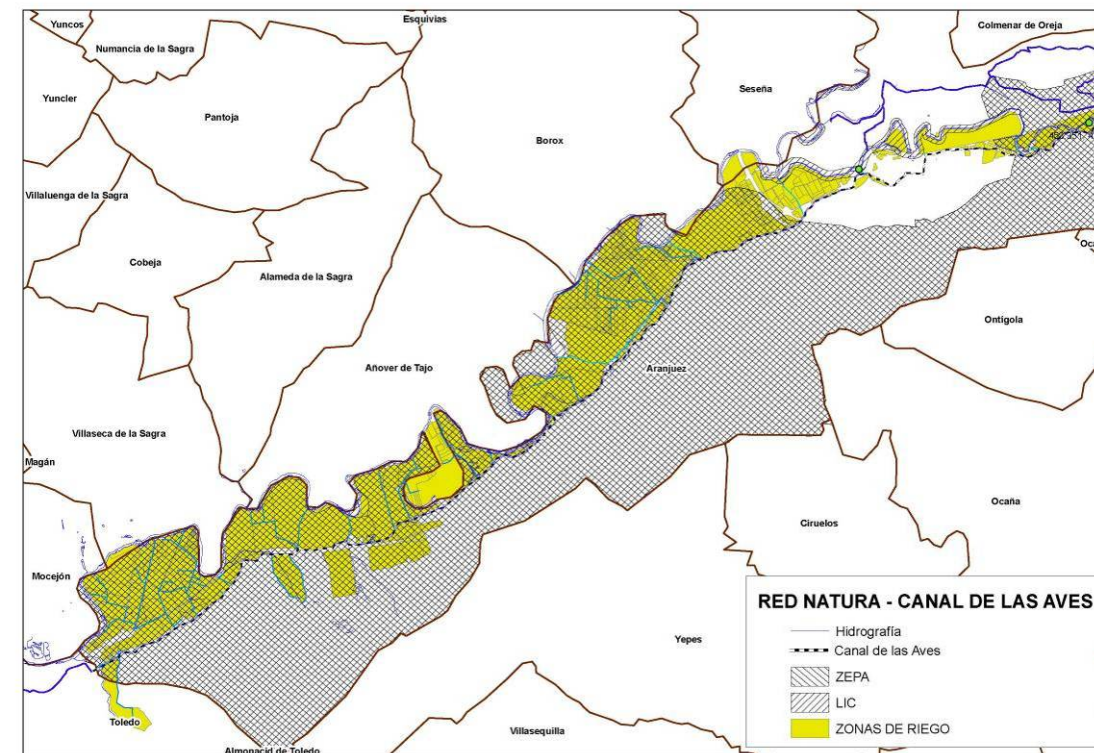 Yuncos
Esquivias
Colmenar de Oreja
Numancia de la Sagra
Yuncler
Seseña
Pantoja
Borox
Villaluenga de la Sagra
Cobeja
Alameda de la Sagra
Ontígola
Añover de Tajo
Aranjuez
Villaseca de la Sagra
Magán
Ocaña
Ciruelos
Mocejón
Yepes
Toledo
Villasequilla
Almonacid de Toledo
RED NATURA - CANAL DE LAS AVES
Hidrografía
Canal de las Aves
ZEPA
LIC
ZONAS DE RIEGO